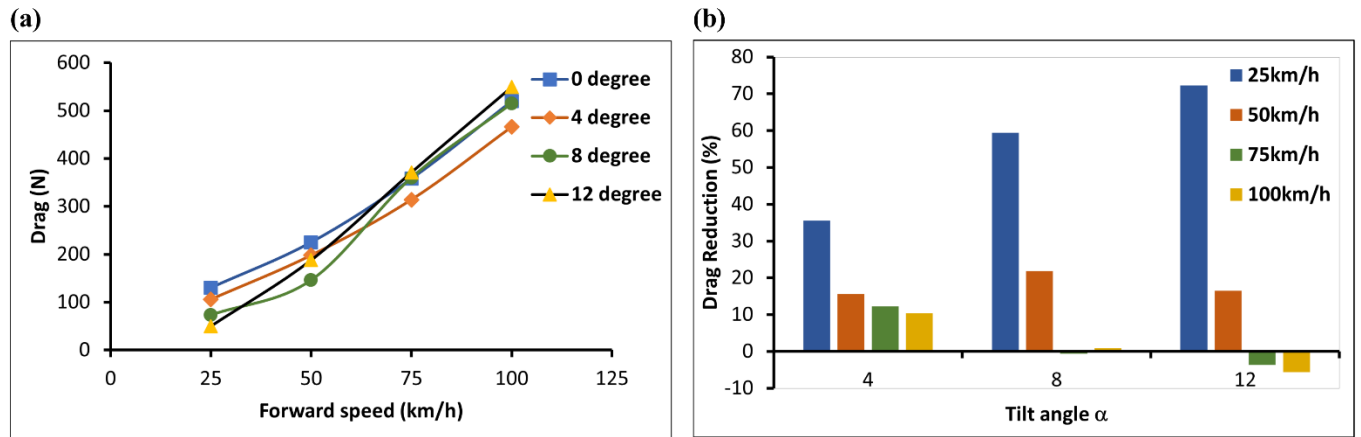 (a)
600
500
400
300
200
100
0
Drag (N)
0 25 50 75 100 125
Forward speed (km/h)
0 degree
4 degree
8 degree
12 degree
(b)
80
70
60
50
40
30
20
10
0
-10
Drag Reduction (%)
4 8 12
Tilt angle α
25km/h
50km/h
75km/h
100km/h